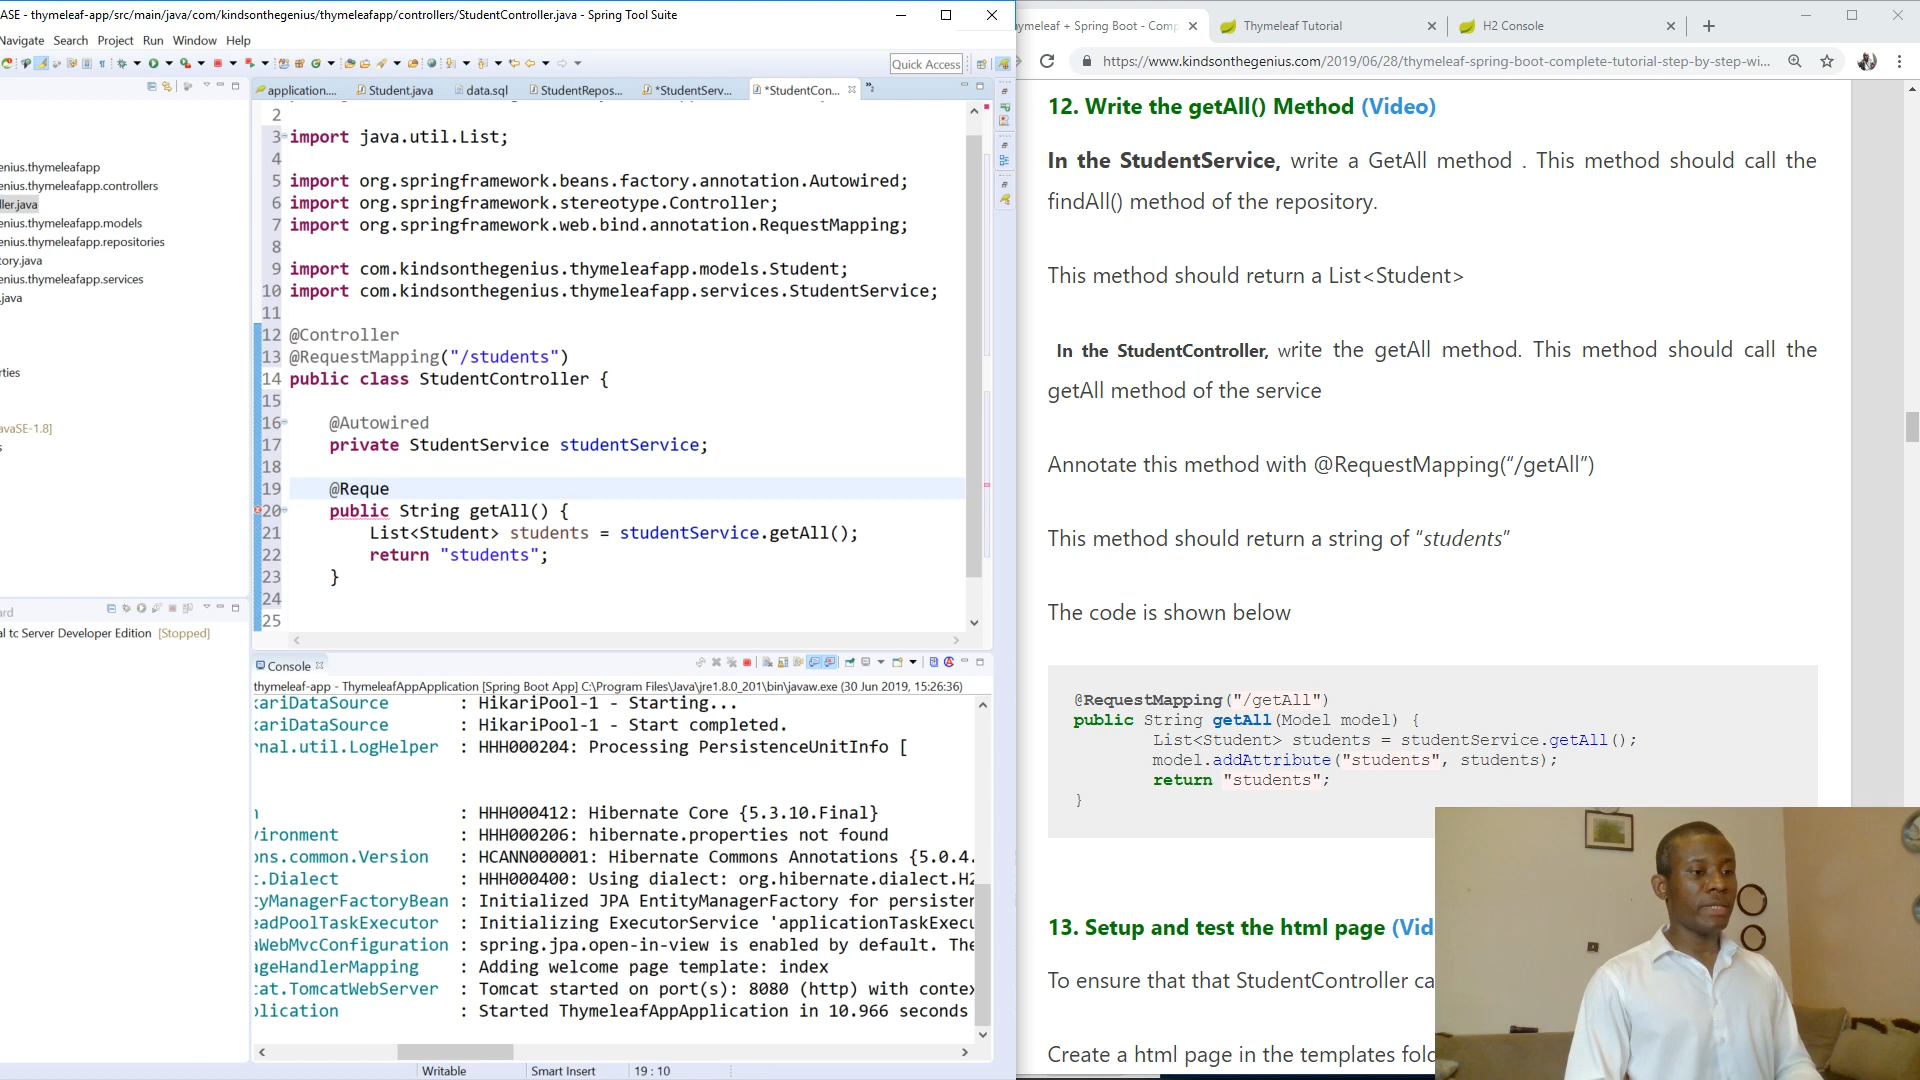 ASE - thymeleaf-app/src/main/java/com/kindsonthegenius/thymeleafapp/controllers/StudentController.java - Spring Tool Suite
Navigate Search Project Run Window Help
Quick Access
enius.thymeleafapp
enius.thymeleafapp.controllers
ller.java
enius.thymeleafapp.models
enius.thymeleafapp.repositories
tory.java
enius.thymeleafapp.services
.java
rties
avaSE-1.8]
s
ard
al tc Server Developer Edition [Stopped]
application.... Student.java data.sql StudentRepos... *StudentServ... *StudentCon...
2
3 import java.util.List;
4
5 import org.springframework.beans.factory.annotation.Autowired;
6 import org.springframework.stereotype.Controller;
7 import org.springframework.web.bind.annotation.RequestMapping;
8
9 import com.kindsonthegenius.thymeleafapp.models.Student;
10 import com.kindsonthegenius.thymeleafapp.services.StudentService;
11
12 @Controller
13 @RequestMapping("/students")
14 public class StudentController {
15
16 @Autowired
17 private StudentService studentService;
18
19 @Reque
20 public String getAll() {
21 List<Student> students = studentService.getAll();
22 return "students";
23 }
24
25
Console
thymeleaf-app - ThymeleafAppApplication [Spring Boot App] C:\Program Files\Java\jre1.8.0_201\bin\javaw.exe (30 Jun 2019, 15:26:36)
kariDataSource : HikariPool-1 - Starting...
kariDataSource : HikariPool-1 - Start completed.
rnal.util.LogHelper : HHH000204: Processing PersistenceUnitInfo [
n : HHH000412: Hibernate Core {5.3.10.Final}
vironment : HHH000206: hibernate.properties not found
ons.common.Version : HCANN000001: Hibernate Commons Annotations {5.0.4.
t.Dialect : HHH000400: Using dialect: org.hibernate.dialect.H2
tyManagerFactoryBean : Initialized JPA EntityManagerFactory for persisten
eadPoolTaskExecutor : Initializing ExecutorService 'applicationTaskExecu
aWebMvcConfiguration : spring.jpa.open-in-view is enabled by default. The
ageHandlerMapping : Adding welcome page template: index
cat.TomcatWebServer : Tomcat started on port(s): 8080 (http) with contex
plication : Started ThymeleafAppApplication in 10.966 seconds
Writable Smart Insert 19 : 10
ymeleaf + Spring Boot - Comp Thymeleaf Tutorial H2 Console
https://www.kindsonthegenius.com/2019/06/28/thymeleaf-spring-boot-complete-tutorial-step-by-step-wi...
12. Write the getAll() Method (Video)
In the StudentService, write a GetAll method . This method should call the
findAll() method of the repository.
This method should return a List<Student>
In the StudentController, write the getAll method. This method should call the
getAll method of the service
Annotate this method with @RequestMapping(“/getAll”)
This method should return a string of “students”
The code is shown below
@RequestMapping("/getAll")
public String getAll(Model model) {
List<Student> students = studentService.getAll();
model.addAttribute("students", students);
return "students";
}
13. Setup and test the html page (Vid
To ensure that that StudentController ca
Create a html page in the templates fold